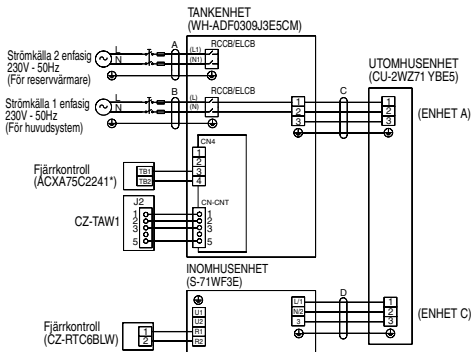 TANKENHET
(WH-ADF0309J3E5CM)
Strömkälla 2 enfasig
230V - 50Hz
(För reservvärmare)
L
N
A
(L1)
(N1)
RCCB/ELCB
UTOMHUSENHET
(CU-2WZ71 YBE5)
Strömkälla 1 enfasig
230V - 50Hz
(För huvudsystem)
L
N
B
(L)
(N)
RCCB/ELCB
1
2
3
C
1
2
3
(ENHET A)
CN4
1
2
3
4
Fjärrkontroll
(ACXA75C2241*)
TB1
TB2
CZ-TAW1
J2
1
2
3
5
CN-CNT
1
2
3
5
INOMHUSENHET
(S-71WF3E)
U1
U2
R1
R2
L/1
N/2
3
D
1
2
3
(ENHET C)
Fjärrkontroll
(CZ-RTC6BLW)
1
2